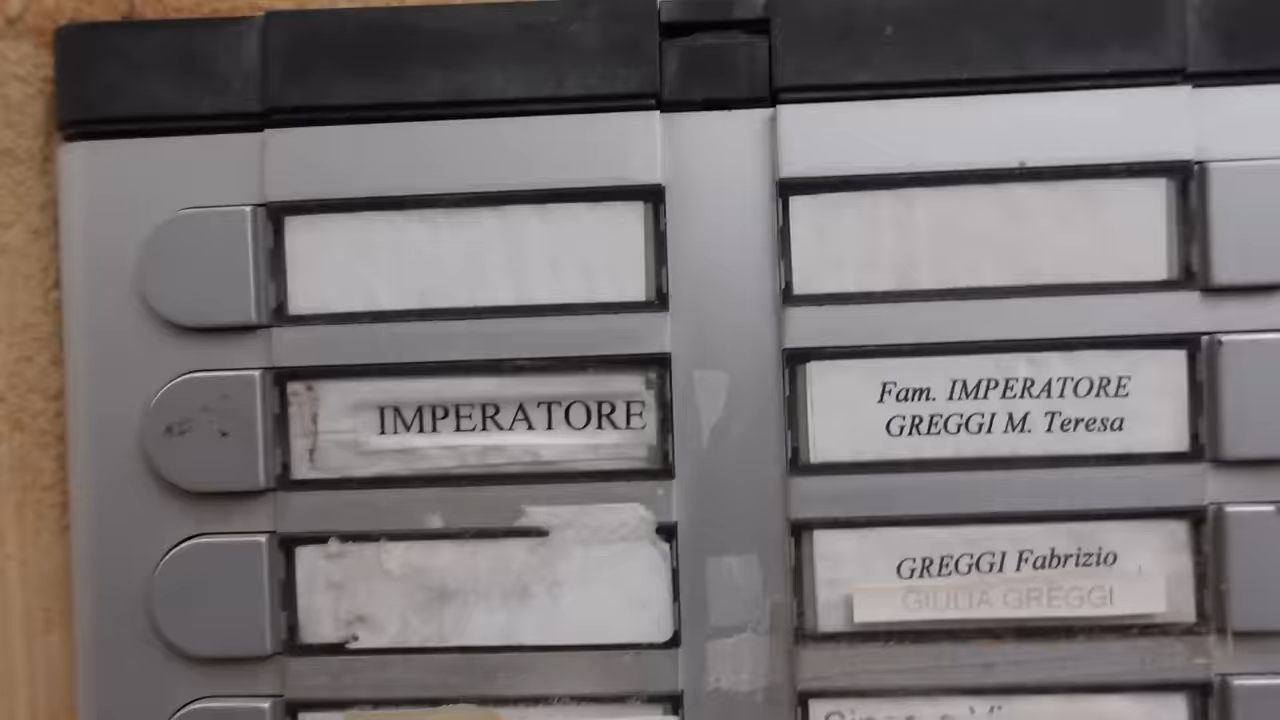 IMPERATORE
Fam. IMPERATORE
GREGGI M. Teresa
GREGGI Fabrizio
GIULIA GREGGI